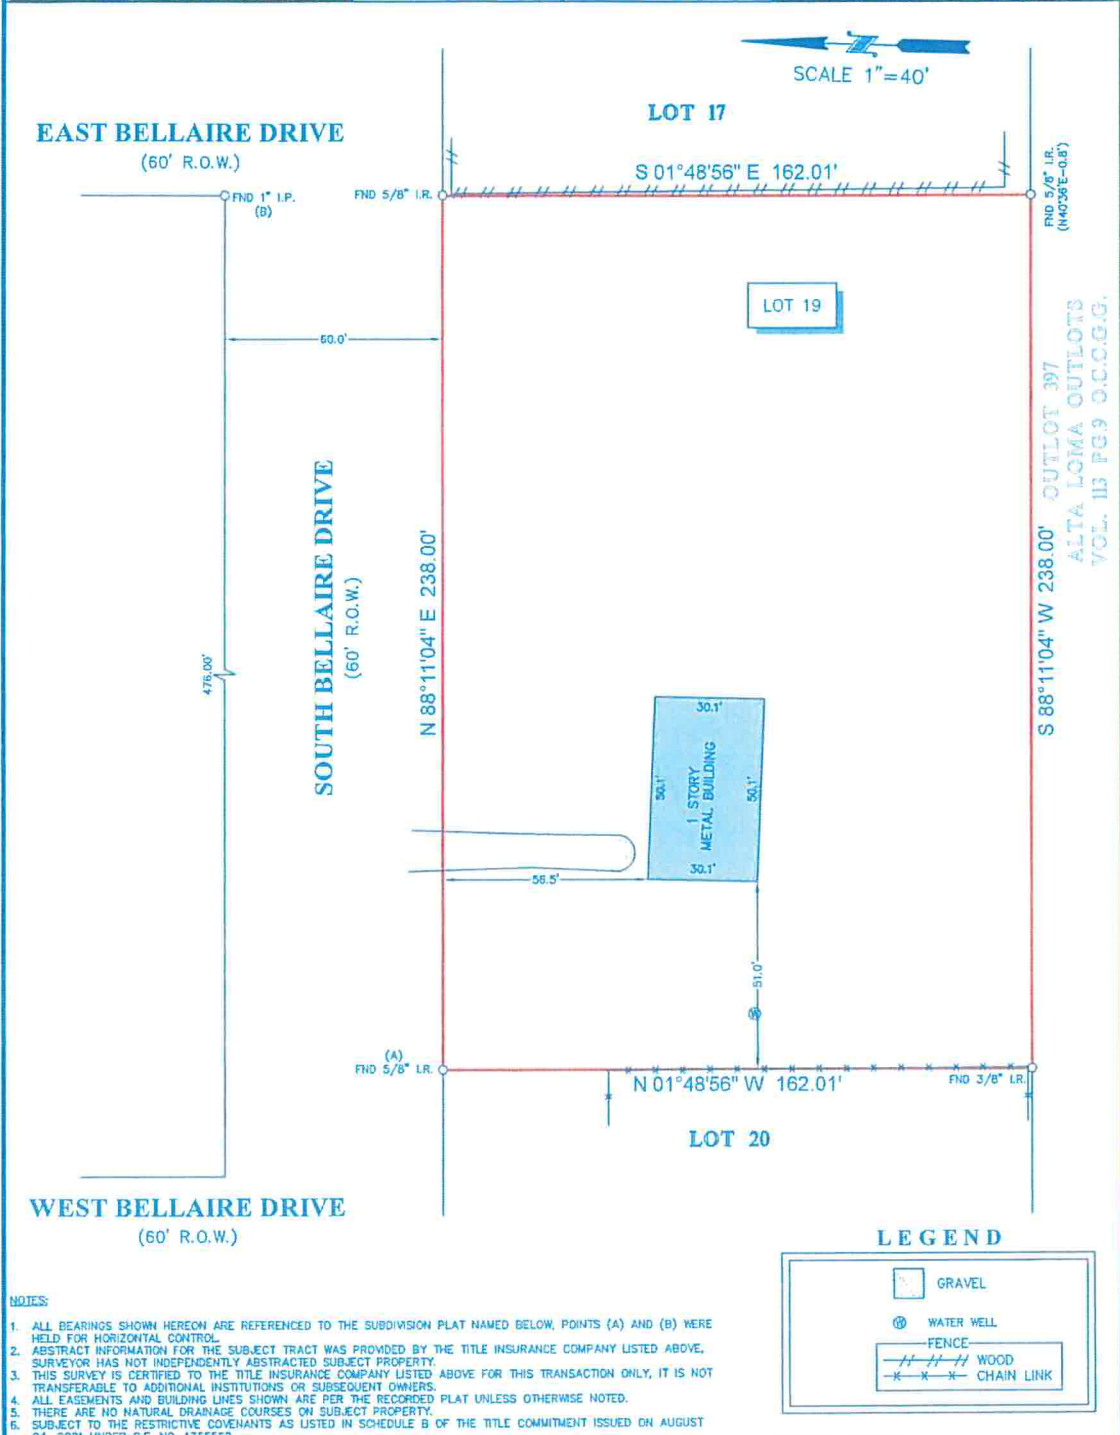 SCALE 1"=40'
LOT 17
EAST BELLAIRE DRIVE
(60' R.O.W.)
S 01°48'56" E 162.01'
FND 1" I.P.
(B)
FND 5/8" I.R.
FND 5/8" I.R.
(N40°36'E-0.8')
LOT 19
60.0'
OUTLOT 397
ALTA LOMA OUTLOTS
VOL. 113 PG.9 O.C.C.G.G.
SOUTH BELLAIRE DRIVE
(60' R.O.W.)
N 88°11'04" E 238.00'
S 88°11'04" W 238.00'
476.00'
30.1'
50.1'
1 STORY
METAL BUILDING
50.1'
30.1'
56.5'
51.0'
W
(A)
FND 5/8" I.R.
N 01°48'56" W 162.01'
FND 3/8" I.R.
LOT 20
WEST BELLAIRE DRIVE
(60' R.O.W.)
LEGEND
GRAVEL
W WATER WELL
FENCE
WOOD
CHAIN LINK
NOTES:
1. ALL BEARINGS SHOWN HEREON ARE REFERENCED TO THE SUBDIVISION PLAT NAMED BELOW, POINTS (A) AND (B) WERE
HELD FOR HORIZONTAL CONTROL.
2. ABSTRACT INFORMATION FOR THE SUBJECT TRACT WAS PROVIDED BY THE TITLE INSURANCE COMPANY LISTED ABOVE,
SURVEYOR HAS NOT INDEPENDENTLY ABSTRACTED SUBJECT PROPERTY.
3. THIS SURVEY IS CERTIFIED TO THE TITLE INSURANCE COMPANY LISTED ABOVE FOR THIS TRANSACTION ONLY, IT IS NOT
TRANSFERABLE TO ADDITIONAL INSTITUTIONS OR SUBSEQUENT OWNERS.
4. ALL EASEMENTS AND BUILDING LINES SHOWN ARE PER THE RECORDED PLAT UNLESS OTHERWISE NOTED.
5. THERE ARE NO NATURAL DRAINAGE COURSES ON SUBJECT PROPERTY.
6. SUBJECT TO THE RESTRICTIVE COVENANTS AS LISTED IN SCHEDULE B OF THE TITLE COMMITMENT ISSUED ON AUGUST